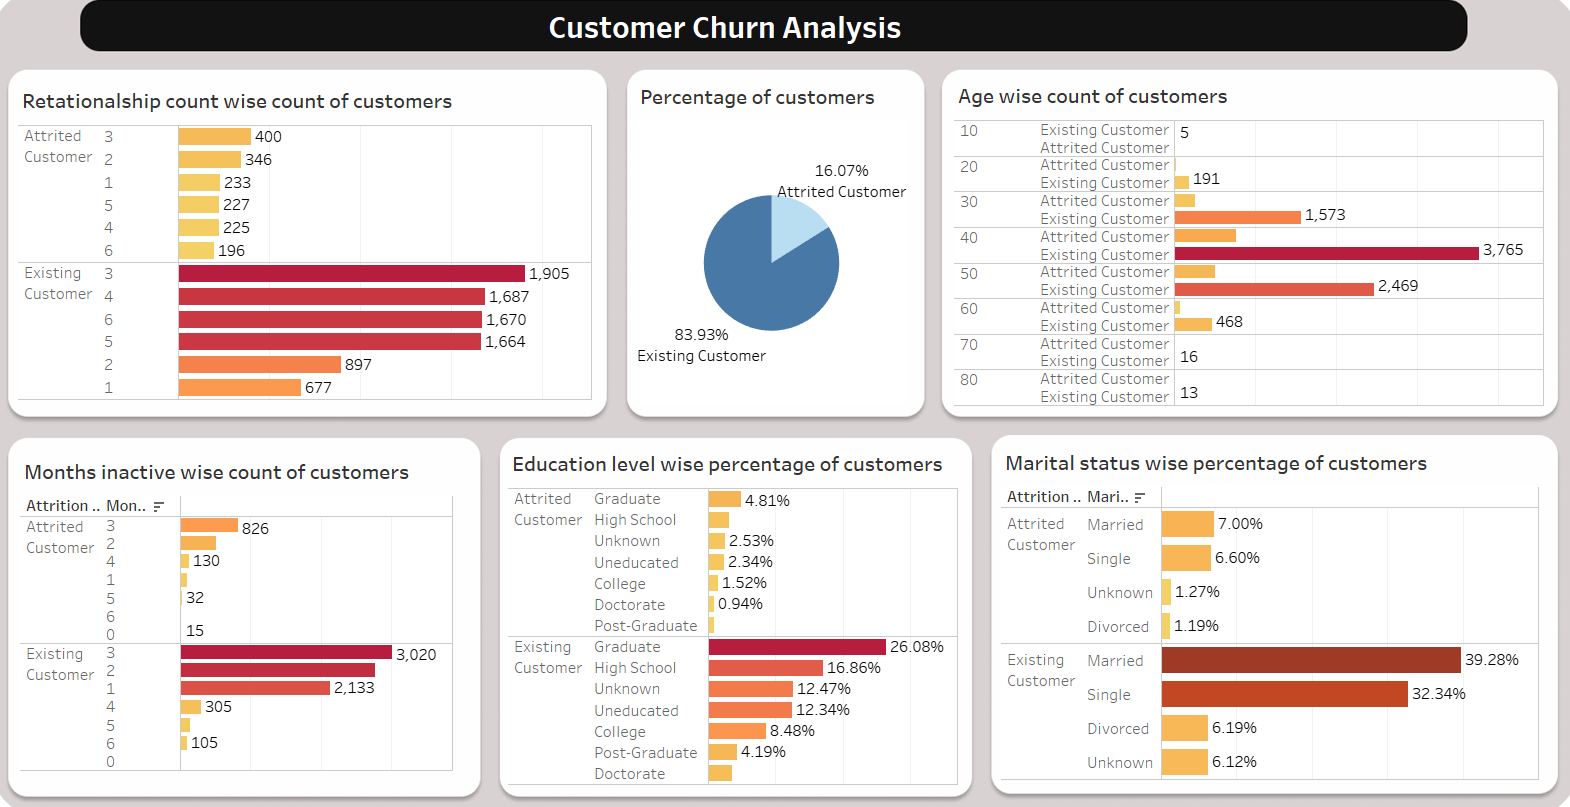 Customer Churn Analysis
Retationalship count wise count of customers
Attrited Customer 3 400
2 346
1 233
5 227
4 225
6 196
Existing Customer 3 1,905
4 1,687
6 1,670
5 1,664
2 897
1 677
Percentage of customers
16.07%
Attrited Customer
83.93%
Existing Customer
Age wise count of customers
10 Existing Customer 5
Attrited Customer
20 Attrited Customer
Existing Customer 191
30 Attrited Customer
Existing Customer 1,573
40 Attrited Customer
Existing Customer 3,765
50 Attrited Customer
Existing Customer 2,469
60 Attrited Customer
Existing Customer 468
70 Attrited Customer
Existing Customer 16
80 Attrited Customer
Existing Customer 13
Months inactive wise count of customers
Attrition .. Mon..
Attrited Customer 3 826
2
4 130
1
5 32
6
0 15
Existing Customer 3 3,020
2
1 2,133
4 305
5
6 105
0
Education level wise percentage of customers
Attrited Customer Graduate 4.81%
High School
Unknown 2.53%
Uneducated 2.34%
College 1.52%
Doctorate 0.94%
Post-Graduate
Existing Customer Graduate 26.08%
High School 16.86%
Unknown 12.47%
Uneducated 12.34%
College 8.48%
Post-Graduate 4.19%
Doctorate
Marital status wise percentage of customers
Attrition .. Mari..
Attrited Customer Married 7.00%
Single 6.60%
Unknown 1.27%
Divorced 1.19%
Existing Customer Married 39.28%
Single 32.34%
Divorced 6.19%
Unknown 6.12%